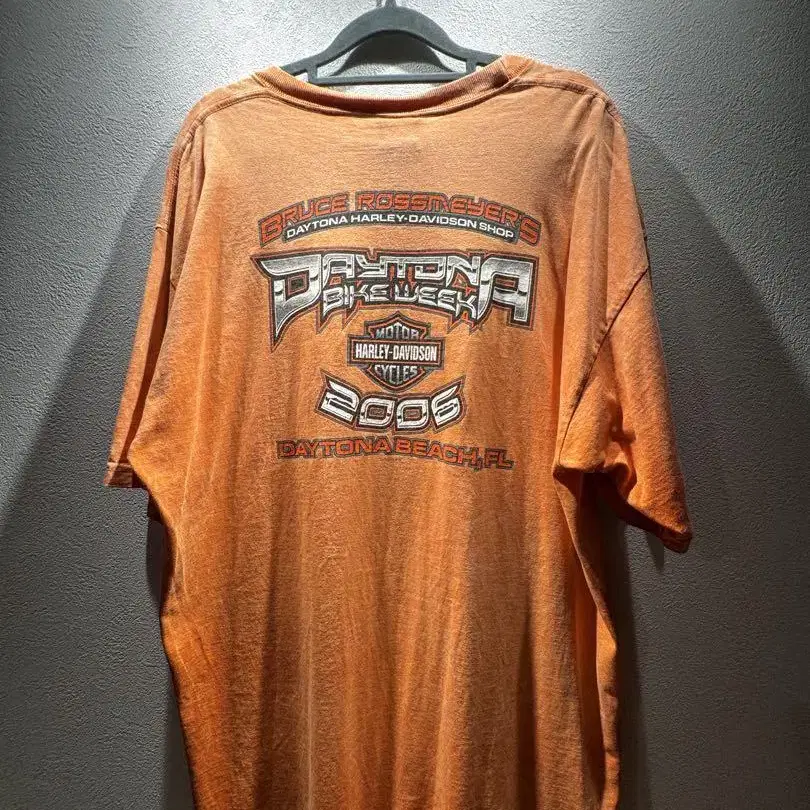 BRUCE ROSSMEYER'S
DAYTONA HARLEY-DAVIDSON SHOP
DAYTONA
BIKE WEEK
MOTOR
HARLEY-DAVIDSON
CYCLES
2006
DAYTONA BEACH, FL